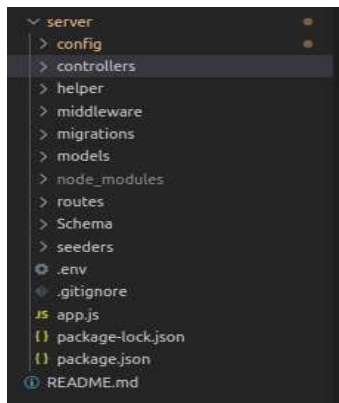 server
config
controllers
helper
middleware
migrations
models
node_modules
routes
Schema
seeders
.env
.gitignore
JS app.js
{} package-lock.json
{} package.json
README.md